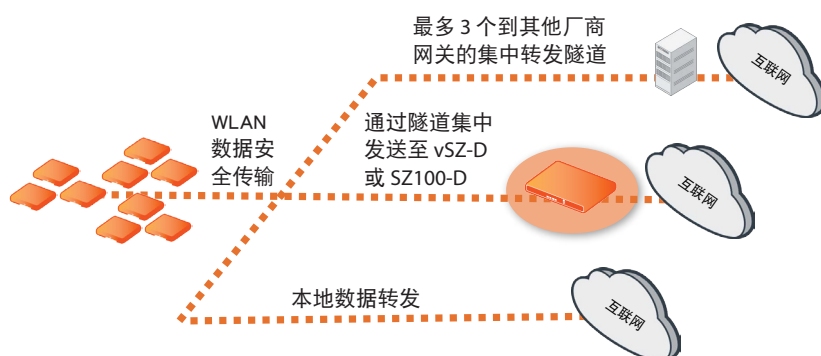 最多 3 个到其他厂商
网关的集中转发隧道
互联网
WLAN
数据安
全传输
通过隧道集中
发送至 vSZ-D
或 SZ100-D
互联网
本地数据转发
互联网